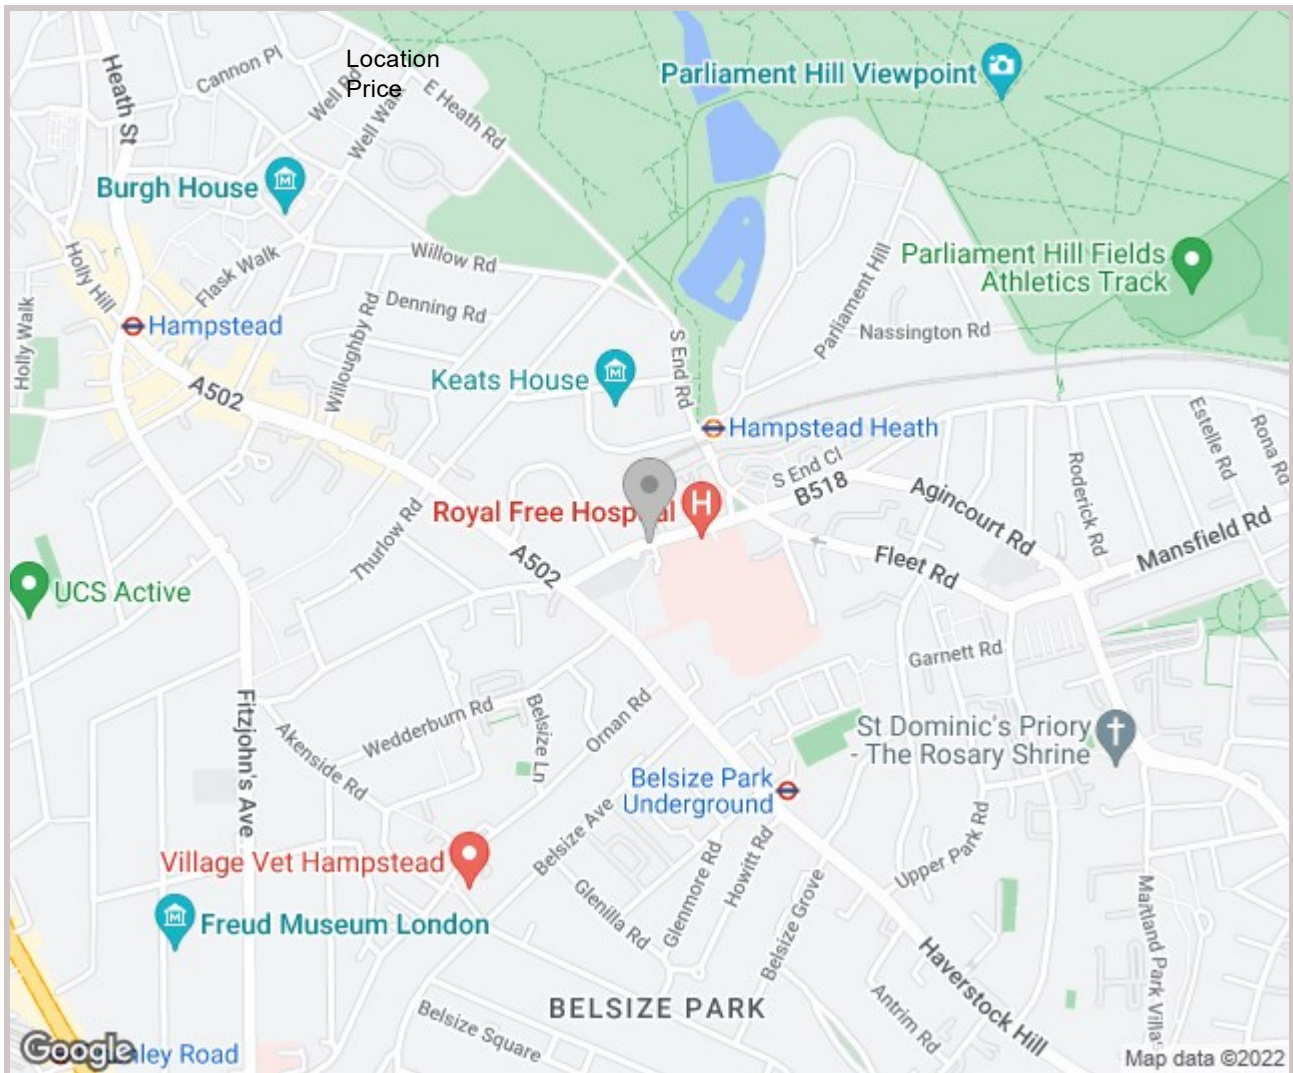 Location
Price
Heath St
Cannon Pl
Well Rd
Well Walk
E Heath Rd
Parliament Hill Viewpoint
Burgh House
Holly Hill
Flask Walk
Willow Rd
Parliament Hill
Parliament Hill Fields
Athletics Track
Holly Walk
Hampstead
Willoughby Rd
Denning Rd
S End Rd
Nassington Rd
A502
Keats House
Hampstead Heath
Estelle Rd
Rona Rd
S End Cl
B518
Roderick Rd
Agincourt Rd
Royal Free Hospital
Thurlow Rd
A502
Fleet Rd
Mansfield Rd
UCS Active
Garnett Rd
Fitzjohn's Ave
Akenside Rd
Wedderburn Rd
Belsize Ln
Ornan Rd
St Dominic's Priory
- The Rosary Shrine
Belsize Park
Underground
Belsize Ave
Village Vet Hampstead
Glenilla Rd
Glenmore Rd
Howitt Rd
Belsize Grove
Upper Park Rd
Freud Museum London
Haverstock Hill
BELSIZE PARK
Belsize Square
Antrim Rd
Google
nley Road
Map data ©2022